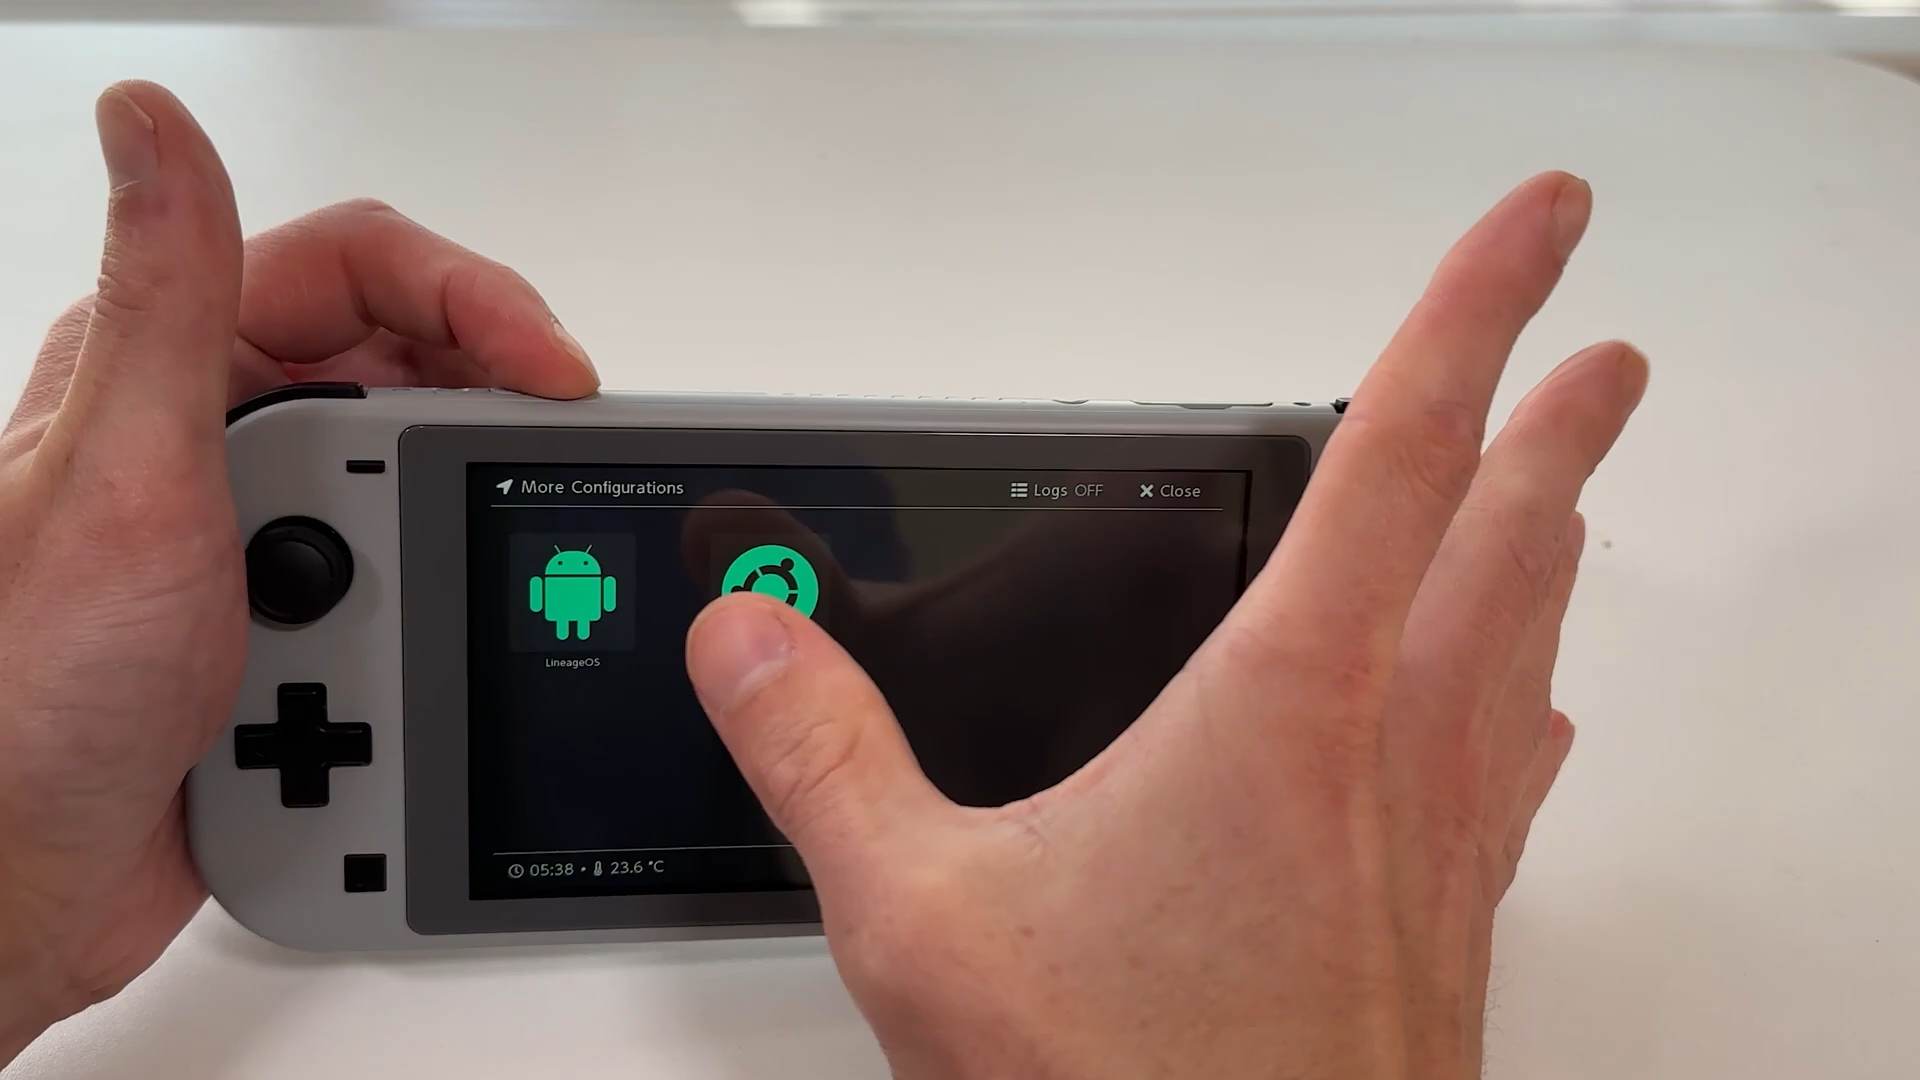 More Configurations
Logs OFF
Close
LineageOS
05:38 • 23.6 °C